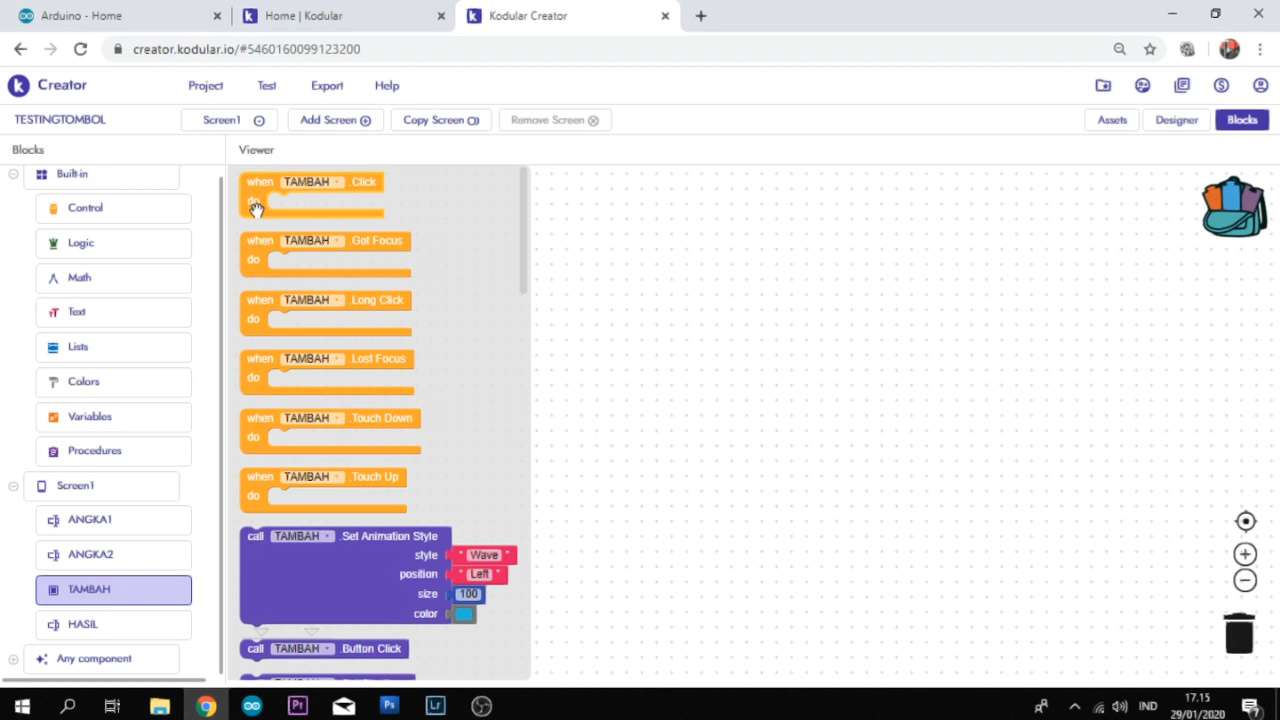 Arduino - Home
Home | Kodular
Kodular Creator
creator.kodular.io/#5460160099123200
Creator
Project
Test
Export
Help
TESTINGTOMBOL
Screen1
Add Screen
Copy Screen
Remove Screen
Assets
Designer
Blocks
Blocks
Viewer
Built-in
Control
Logic
Math
Text
Lists
Colors
Variables
Procedures
Screen1
ANGKA1
ANGKA2
TAMBAH
HASIL
Any component
when TAMBAH .Click
do
when TAMBAH .Got Focus
do
when TAMBAH .Long Click
do
when TAMBAH .Lost Focus
do
when TAMBAH .Touch Down
do
when TAMBAH .Touch Up
do
call TAMBAH .Set Animation Style
style " Wave "
position " Left "
size 100
color
call TAMBAH .Button Click
Pr
Ps
Lr
IND
17.15
29/01/2020
7